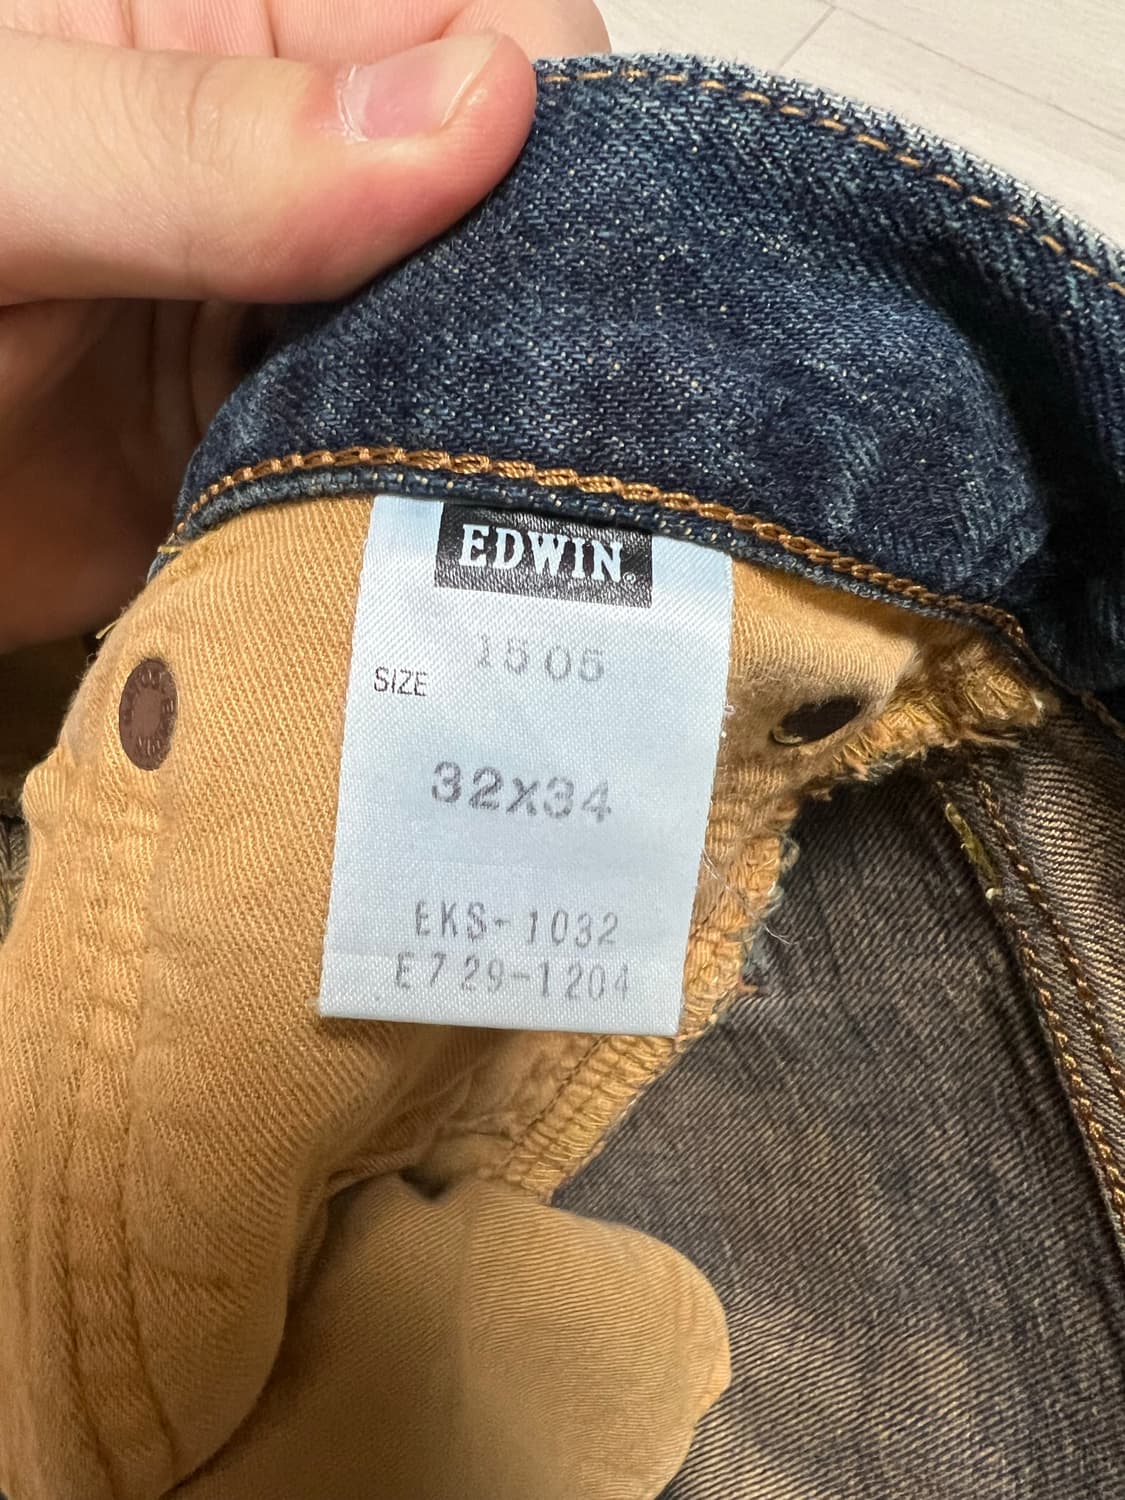 EDWIN®
1505
SIZE
32X34
EKS-1032
E729-1204